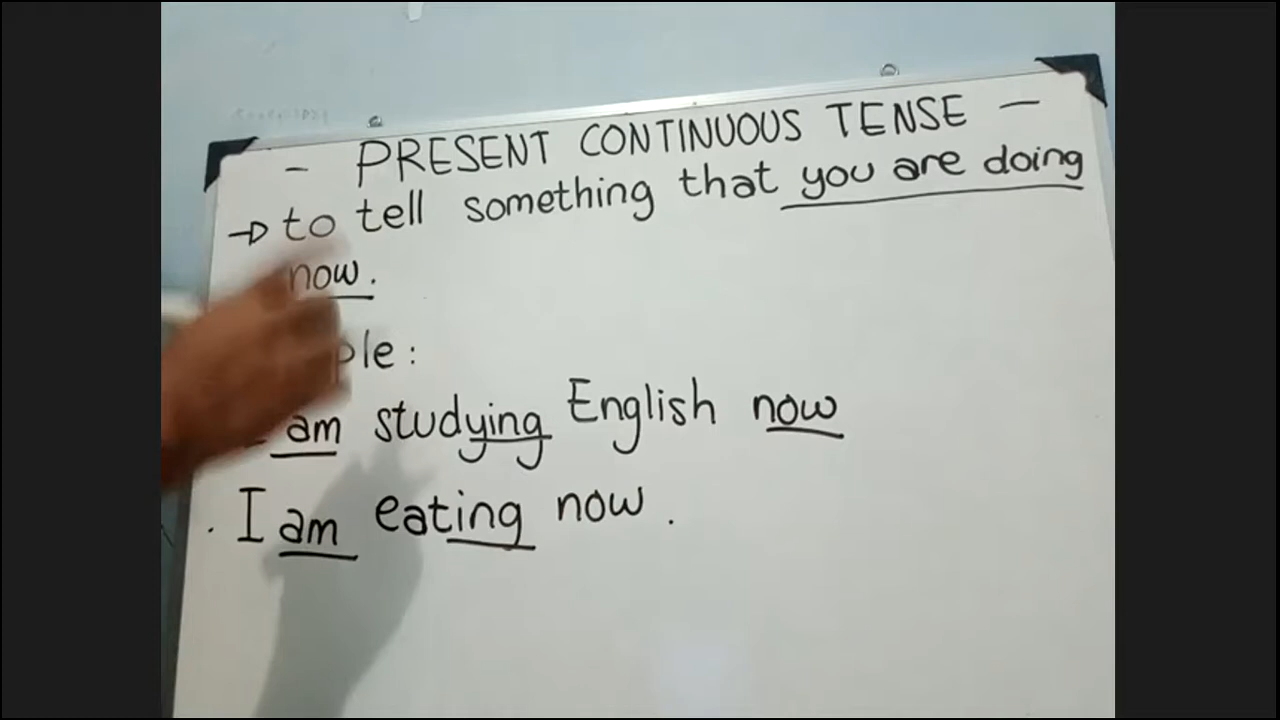 - PRESENT CONTINUOUS TENSE -
→ to tell something that you are doing
now.
ple:
am studying English now
. I am eating now.